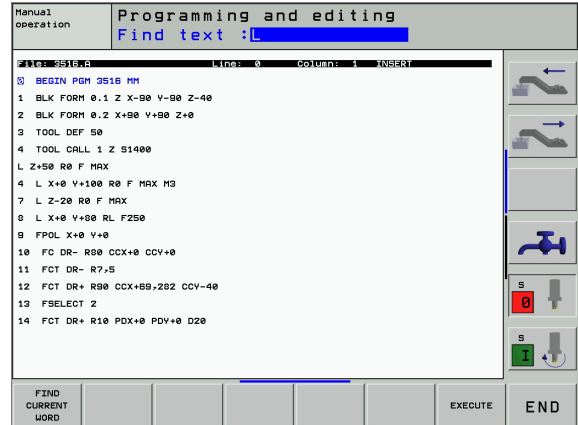 Manual
operation
Programming and editing
Find text :L
File: 3516.A Line: 0 Column: 1 INSERT
0 BEGIN PGM 3516 MM
1 BLK FORM 0.1 Z X-90 Y-90 Z-40
2 BLK FORM 0.2 X+90 Y+90 Z+0
3 TOOL DEF 50
4 TOOL CALL 1 Z S1400
L Z+50 R0 F MAX
4 L X+0 Y+100 R0 F MAX M3
7 L Z-20 R0 F MAX
8 L X+0 Y+80 RL F250
9 FPOL X+0 Y+0
10 FC DR- R80 CCX+0 CCY+0
11 FCT DR- R7,5
12 FCT DR+ R90 CCX+69,282 CCY-40
13 FSELECT 2
14 FCT DR+ R10 PDX+0 PDY+0 D20
S
0
S
I
FIND
CURRENT
WORD
EXECUTE
END